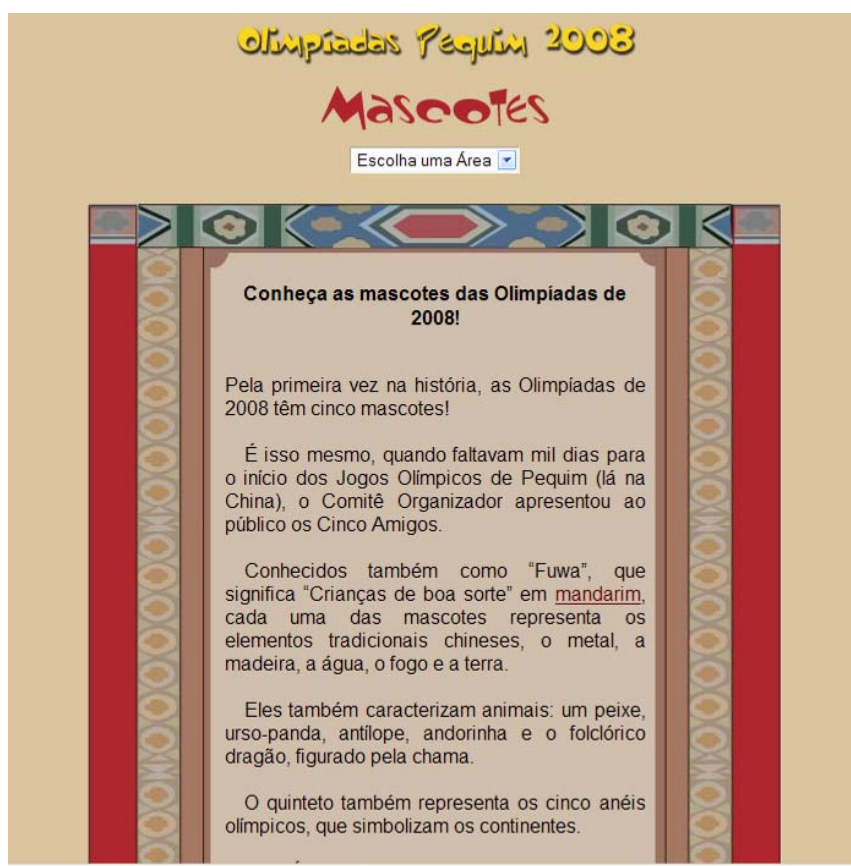 Olimpíadas Pequim 2008
Mascotes
Escolha uma Área
Conheça as mascotes das Olimpíadas de
2008!
Pela primeira vez na história, as Olimpíadas de
2008 têm cinco mascotes!
É isso mesmo, quando faltavam mil dias para
o início dos Jogos Olímpicos de Pequim (lá na
China), o Comitê Organizador apresentou ao
público os Cinco Amigos.
Conhecidos também como “Fuwa”, que
significa “Crianças de boa sorte” em mandarim,
cada uma das mascotes representa os
elementos tradicionais chineses, o metal, a
madeira, a água, o fogo e a terra.
Eles também caracterizam animais: um peixe,
urso-panda, antílope, andorinha e o folclórico
dragão, figurado pela chama.
O quinteto também representa os cinco anéis
olímpicos, que simbolizam os continentes.